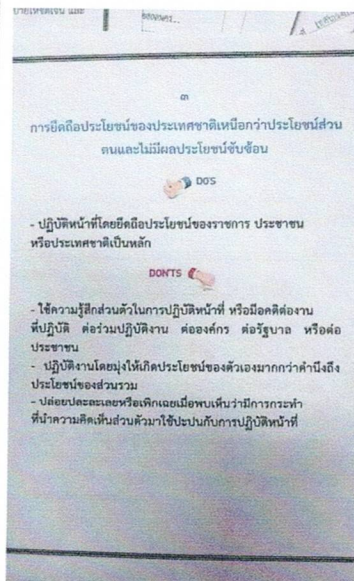 ๓
การยึดถือประโยชน์ของประเทศชาติเหนือกว่าประโยชน์ส่วน
ตนและไม่มีผลประโยชน์ซับซ้อน
DO'S
- ปฏิบัติหน้าที่โดยยึดถือประโยชน์ของราชการ ประชาชน
หรือประเทศชาติเป็นหลัก
DON'TS
- ใช้ความรู้สึกส่วนตัวในการปฏิบัติหน้าที่ หรือมีอคติต่องาน
ที่ปฏิบัติ ต่อร่วมปฏิบัติงาน ต่อองค์กร ต่อรัฐบาล หรือต่อ
ประชาชน
- ปฏิบัติงานโดยมุ่งให้เกิดประโยชน์ของตัวเองมากกว่าคำนึงถึง
ประโยชน์ของส่วนรวม
- ปล่อยปละละเลยหรือเพิกเฉยเมื่อพบเห็นว่ามีการกระทำ
ที่นำความคิดเห็นส่วนตัวมาใช้ปะปนกับการปฏิบัติหน้าที่